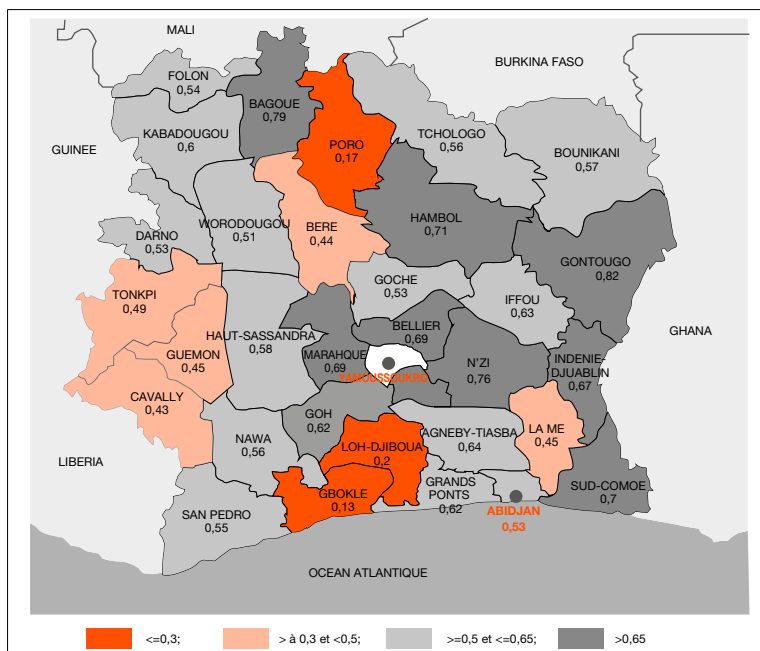 MALI
BURKINA FASO
FOLON
0,54
BAGOUE
0,79
KABADOUGOU
0,6
PORO
0,17
TCHOLOGO
0,56
GUINEE
BOUNIKANI
0,57
HAMBOL
0,71
WORODOUGOU
0,51
BERE
0,44
DARNO
0,53
GONTOUGO
0,82
GOCHE
0,53
TONKPI
0,49
IFFOU
0,63
GHANA
BELLIER
0,69
HAUT-SASSANDRA
0,58
GUEMON
0,45
MARAHQUE
0,69
N'ZI
0,76
INDENIE-
DJUABLIN
0,67
YAMOUSSOUKRO
CAVALLY
0,43
GOH
0,62
LA ME
0,45
AGNEBY-TIASBA
0,64
NAWA
0,56
LOH-DJIBOUA
0,2
LIBERIA
GRANDS
PONTS
0,62
SUD-COMOE
0,7
GBOKLE
0,13
SAN PEDRO
0,55
ABIDJAN
0,53
OCEAN ATLANTIQUE
<=0,3;
> à 0,3 et <0,5;
>=0,5 et <=0,65;
>0,65